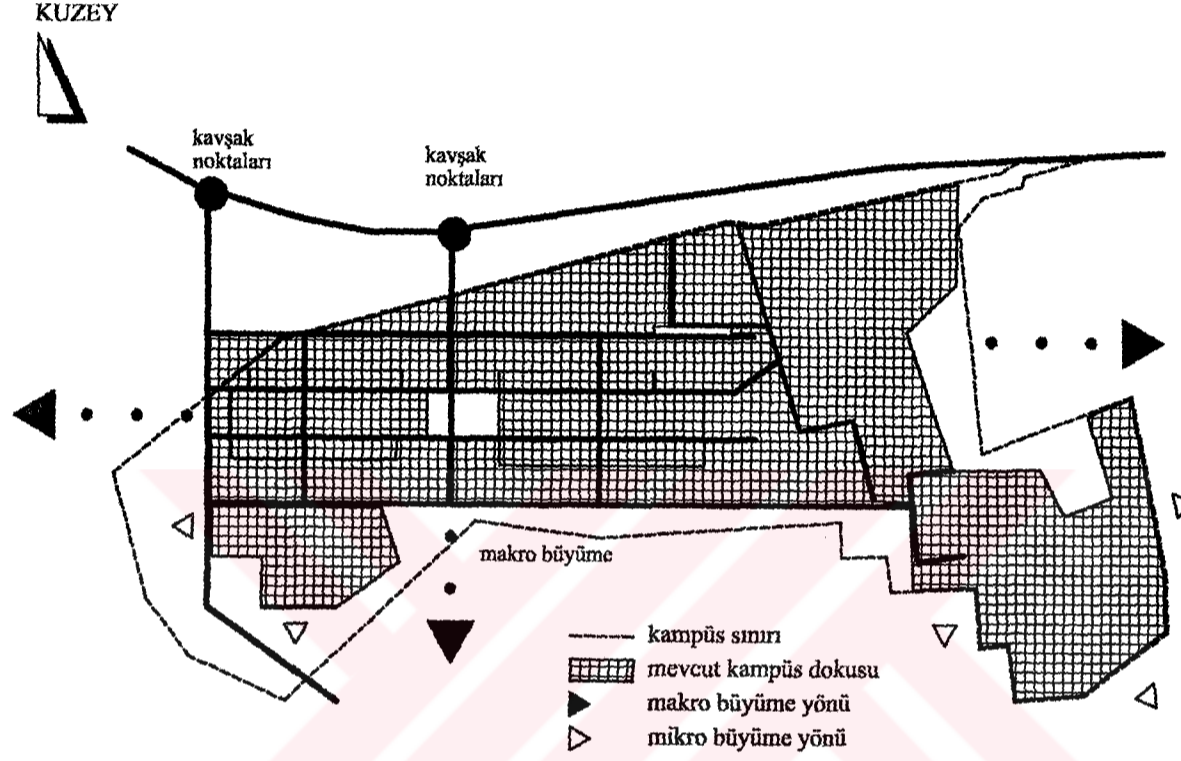 KUZEY
kavşak
noktaları
kavşak
noktaları
makro büyüme
kampüs sınırı
mevcut kampüs dokusu
makro büyüme yönü
mikro büyüme yönü